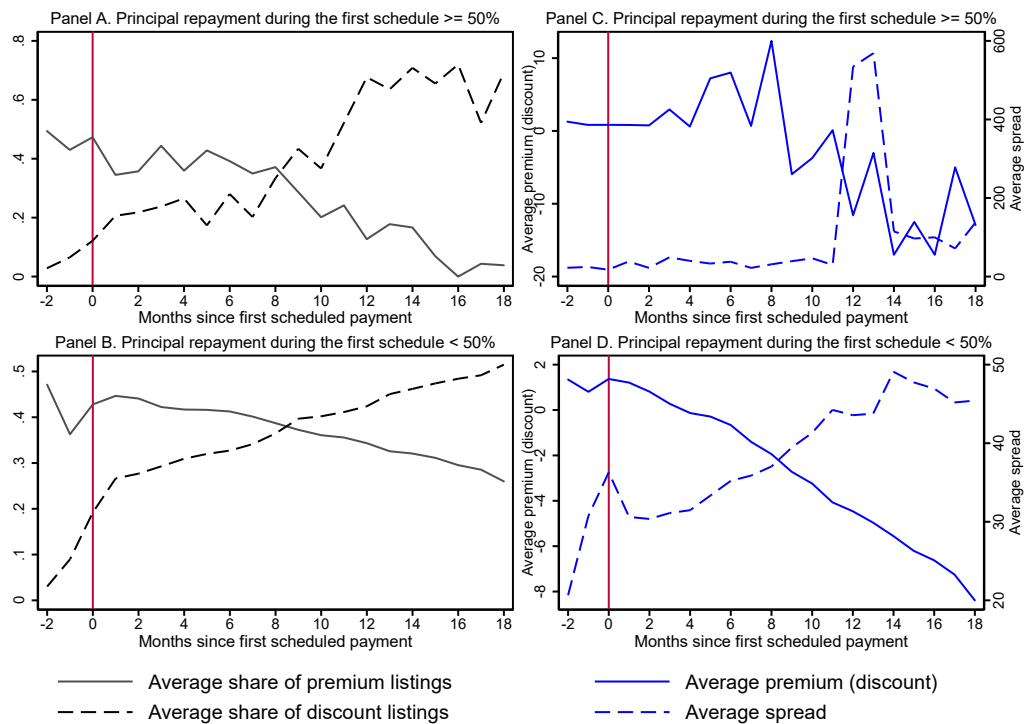 Panel A. Principal repayment during the first schedule >= 50%
.8
.6
.4
.2
0
-2 0 2 4 6 8 10 12 14 16 18
Months since first scheduled payment
Panel C. Principal repayment during the first schedule >= 50%
Average premium (discount)
10
0
-10
-20
600
400
200
0
Average spread
-2 0 2 4 6 8 10 12 14 16 18
Months since first scheduled payment
Panel B. Principal repayment during the first schedule < 50%
.5
.4
.3
.2
.1
0
-2 0 2 4 6 8 10 12 14 16 18
Months since first scheduled payment
Panel D. Principal repayment during the first schedule < 50%
Average premium (discount)
2
0
-2
-4
-6
-8
50
40
30
20
Average spread
-2 0 2 4 6 8 10 12 14 16 18
Months since first scheduled payment
Average share of premium listings
Average share of discount listings
Average premium (discount)
Average spread